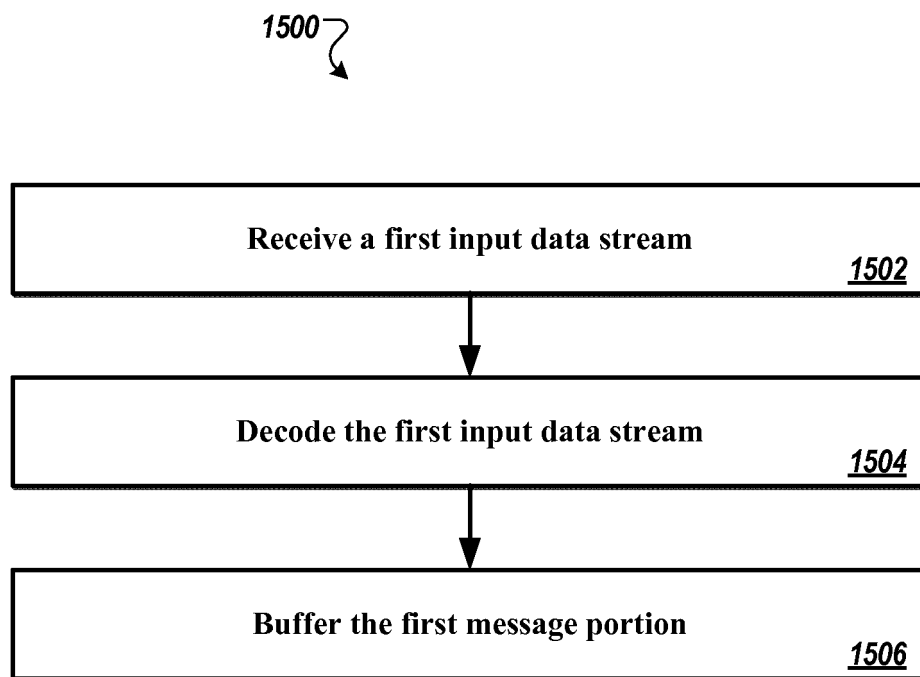 1500
Receive a first input data stream
1502
Decode the first input data stream
1504
Buffer the first message portion
1506